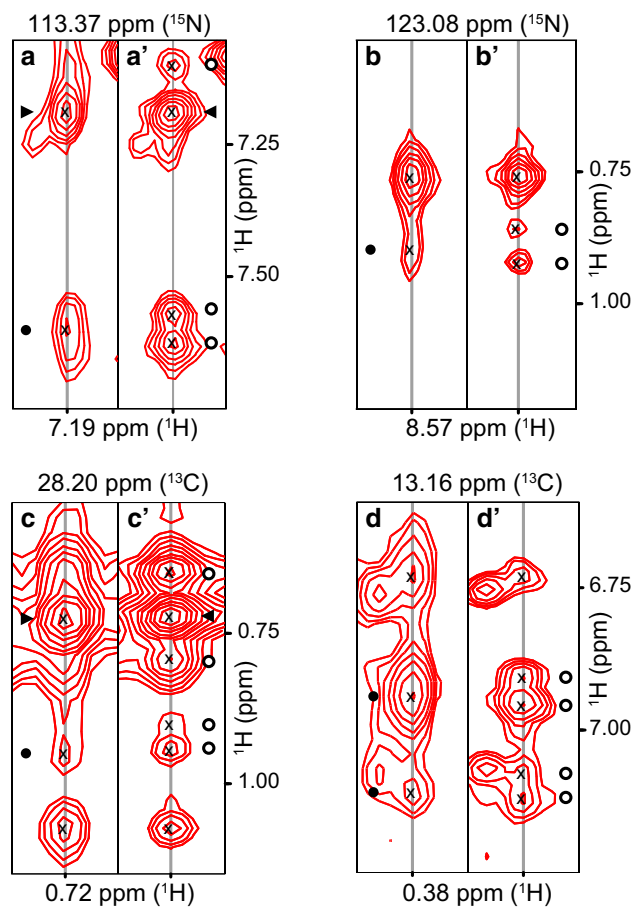 113.37 ppm (¹⁵N)
a a’
7.25
¹H (ppm)
7.50
7.19 ppm (¹H)
123.08 ppm (¹⁵N)
b b’
0.75
¹H (ppm)
1.00
8.57 ppm (¹H)
28.20 ppm (¹³C)
c c’
0.75
¹H (ppm)
1.00
0.72 ppm (¹H)
13.16 ppm (¹³C)
d d’
6.75
¹H (ppm)
7.00
0.38 ppm (¹H)